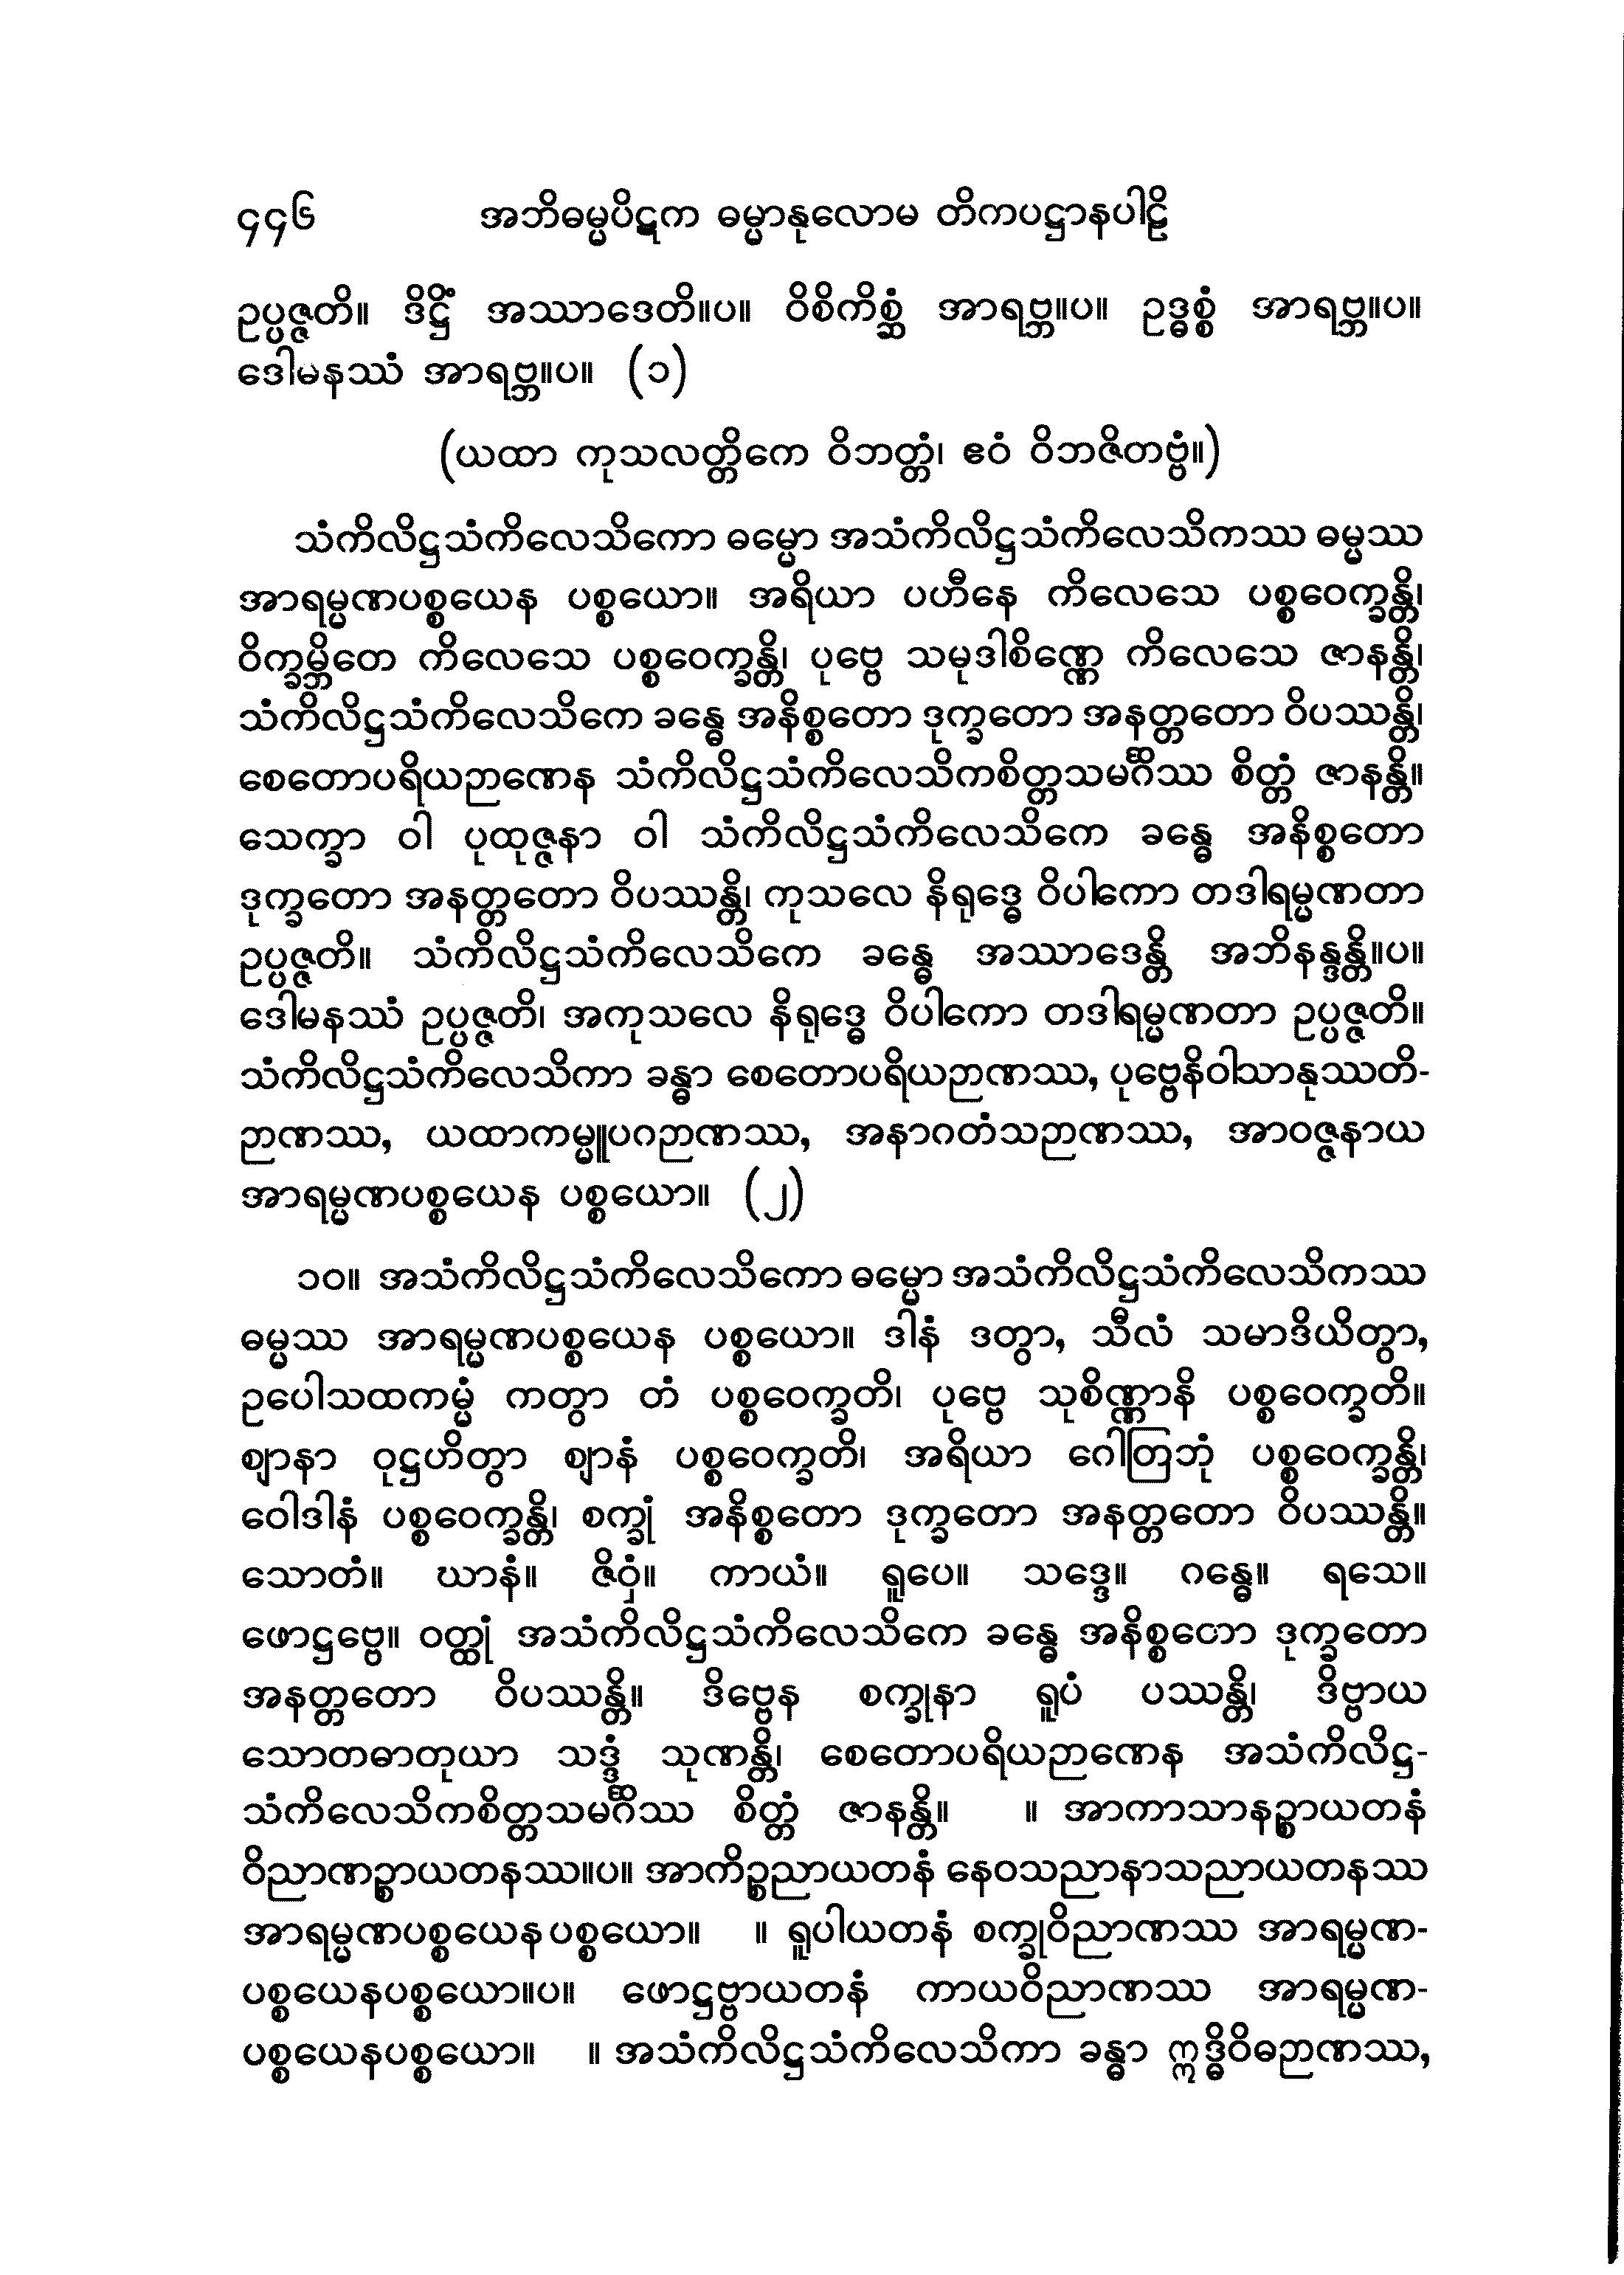 ၄၄၆ အဘိဓမ္မပိဋက ဓမ္မာနုလောမ တိကပဋ္ဌာနပါဠိ
ဥပ္ပဇ္ဇတိ။ ဒိဋ္ဌိံ အဿာဒေတိ။ပ။ ဝိစိကိစ္ဆံ အာရဗ္ဘ။ပ။ ဥဒ္ဓစ္စံ အာရဗ္ဘ။ပ။
ဒေါမနဿံ အာရဗ္ဘ။ပ။ (၁)
(ယထာ ကုသလတ္တိကေ ဝိဘတ္တံ၊ ဧဝံ ဝိဘဇိတဗ္ဗံ။)
သံကိလိဋ္ဌသံကိလေသိကော ဓမ္မော အသံကိလိဋ္ဌသံကိလေသိကဿ ဓမ္မဿ
အာရမ္မဏပစ္စယေန ပစ္စယော။ အရိယာ ပဟီနေ ကိလေသေ ပစ္စဝေက္ခန္တိ၊
ဝိက္ခမ္ဘိတေ ကိလေသေ ပစ္စဝေက္ခန္တိ၊ ပုဗ္ဗေ သမုဒါစိဏ္ဏေ ကိလေသေ ဇာနန္တိ၊
သံကိလိဋ္ဌသံကိလေသိကေ ခန္ဓေ အနိစ္စတော ဒုက္ခတော အနတ္တတော ဝိပဿန္တိ၊
စေတောပရိယဉာဏေန သံကိလိဋ္ဌသံကိလေသိကစိတ္တသမင်္ဂိဿ စိတ္တံ ဇာနန္တိ။
သေက္ခာ ဝါ ပုထုဇ္ဇနာ ဝါ သံကိလိဋ္ဌသံကိလေသိကေ ခန္ဓေ အနိစ္စတော
ဒုက္ခတော အနတ္တတော ဝိပဿန္တိ၊ ကုသလေ နိရုဒ္ဓေ ဝိပါကော တဒါရမ္မဏတာ
ဥပ္ပဇ္ဇတိ။ သံကိလိဋ္ဌသံကိလေသိကေ ခန္ဓေ အဿာဒေန္တိ အဘိနန္ဒန္တိ။ပ။
ဒေါမနဿံ ဥပ္ပဇ္ဇတိ၊ အကုသလေ နိရုဒ္ဓေ ဝိပါကော တဒါရမ္မဏတာ ဥပ္ပဇ္ဇတိ။
သံကိလိဋ္ဌသံကိလေသိကာ ခန္ဓာ စေတောပရိယဉာဏဿ, ပုဗ္ဗေနိဝါသာနုဿတိ-
ဉာဏဿ, ယထာကမ္မူပဂဉာဏဿ, အနာဂတံသဉာဏဿ, အာဝဇ္ဇနာယ
အာရမ္မဏပစ္စယေန ပစ္စယော။ (၂)
၁၀။ အသံကိလိဋ္ဌသံကိလေသိကော ဓမ္မော အသံကိလိဋ္ဌသံကိလေသိကဿ
ဓမ္မဿ အာရမ္မဏပစ္စယေန ပစ္စယော။ ဒါနံ ဒတွာ, သီလံ သမာဒိယိတွာ,
ဥပေါသထကမ္မံ ကတွာ တံ ပစ္စဝေက္ခတိ၊ ပုဗ္ဗေ သုစိဏ္ဏာနိ ပစ္စဝေက္ခတိ။
ဈာနာ ဝုဋ္ဌဟိတွာ ဈာနံ ပစ္စဝေက္ခတိ၊ အရိယာ ဂေါတြဘုံ ပစ္စဝေက္ခန္တိ၊
ဝေါဒါနံ ပစ္စဝေက္ခန္တိ၊ စက္ခုံ အနိစ္စတော ဒုက္ခတော အနတ္တတော ဝိပဿန္တိ။
သောတံ။ ဃာနံ။ ဇိဝှံ။ ကာယံ။ ရူပေ။ သဒ္ဒေ။ ဂန္ဓေ။ ရသေ။
ဖောဋ္ဌဗ္ဗေ။ ဝတ္ထုံ အသံကိလိဋ္ဌသံကိလေသိကေ ခန္ဓေ အနိစ္စတော ဒုက္ခတော
အနတ္တတော ဝိပဿန္တိ။ ဒိဗ္ဗေန စက္ခုနာ ရူပံ ပဿန္တိ၊ ဒိဗ္ဗာယ
သောတဓာတုယာ သဒ္ဒံ သုဏန္တိ၊ စေတောပရိယဉာဏေန အသံကိလိဋ္ဌ-
သံကိလေသိကစိတ္တသမင်္ဂိဿ စိတ္တံ ဇာနန္တိ။ ။ အာကာသာနဉ္စာယတနံ
ဝိညာဏဉ္စာယတနဿ။ပ။ အာကိဉ္စညာယတနံ နေဝသညာနာသညာယတနဿ
အာရမ္မဏပစ္စယေနပစ္စယော။ ။ ရူပါယတနံ စက္ခုဝိညာဏဿ အာရမ္မဏ-
ပစ္စယေနပစ္စယော။ပ။ ဖောဋ္ဌဗ္ဗာယတနံ ကာယဝိညာဏဿ အာရမ္မဏ-
ပစ္စယေနပစ္စယော။ ။ အသံကိလိဋ္ဌသံကိလေသိကာ ခန္ဓာ ဣဒ္ဓိဝိဓဉာဏဿ,